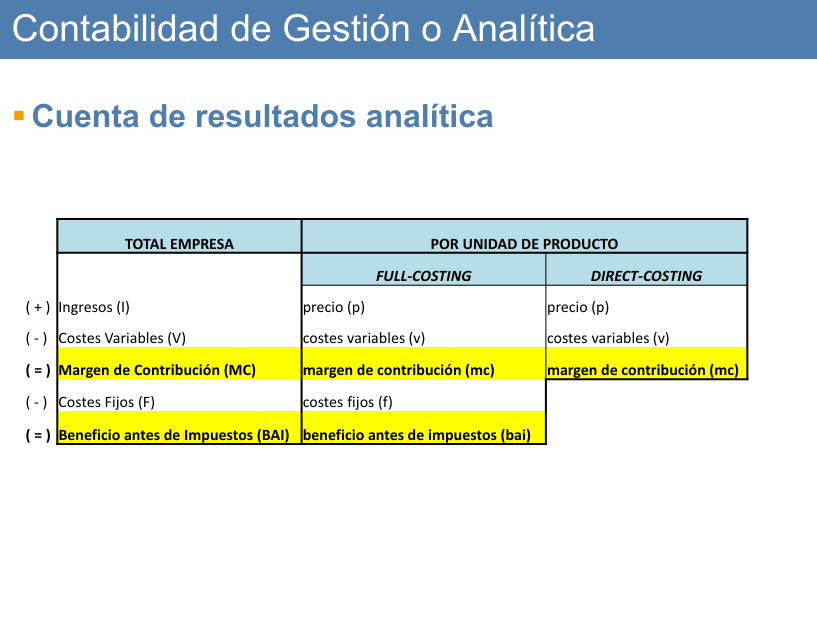 Contabilidad de Gestión o Analítica
Cuenta de resultados analítica
TOTAL EMPRESA POR UNIDAD DE PRODUCTO
FULL-COSTING DIRECT-COSTING
( + ) Ingresos (I) precio (p) precio (p)
( - ) Costes Variables (V) costes variables (v) costes variables (v)
( = ) Margen de Contribución (MC) margen de contribución (mc) margen de contribución (mc)
( - ) Costes Fijos (F) costes fijos (f)
( = ) Beneficio antes de Impuestos (BAI) beneficio antes de impuestos (bai)